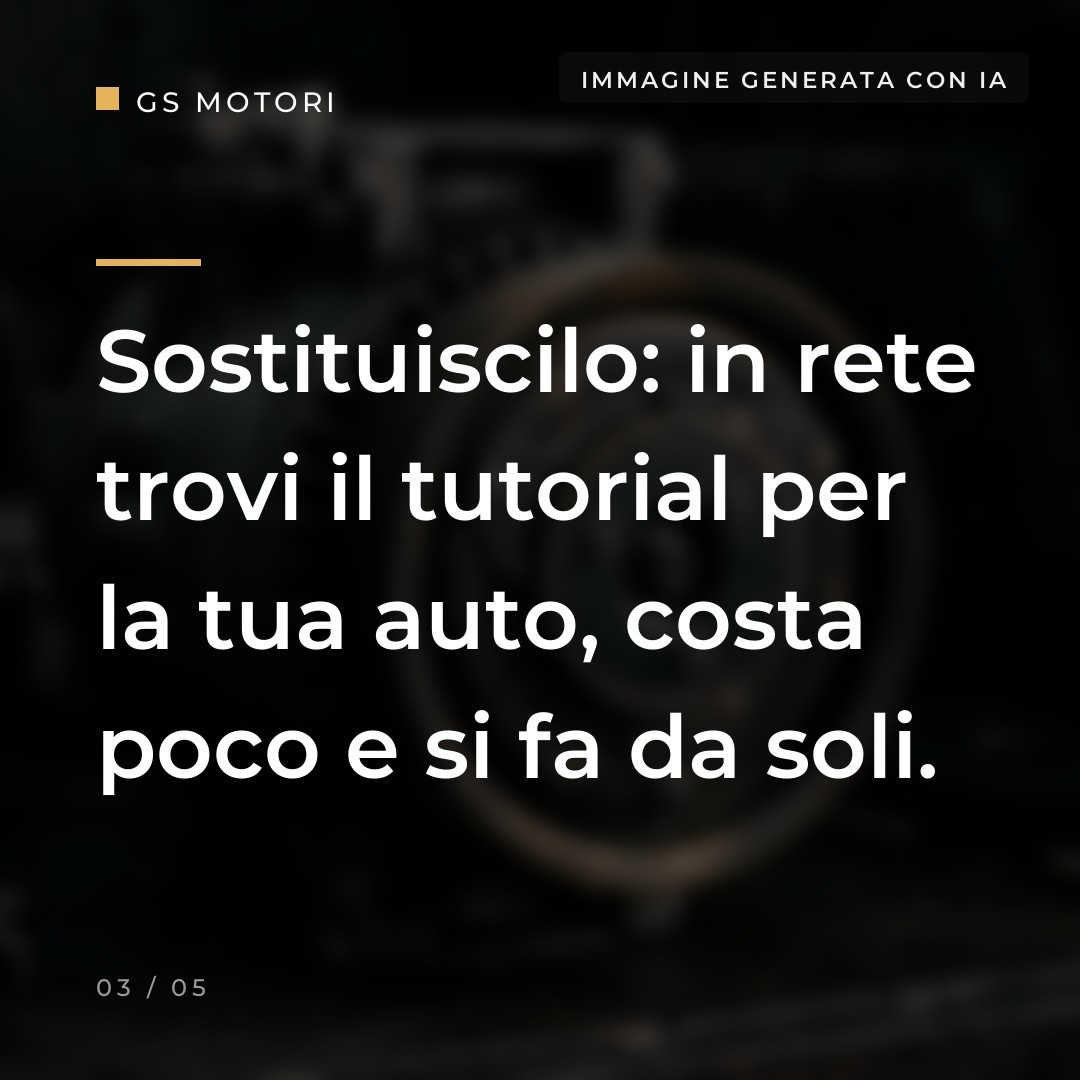 GS MOTORI
IMMAGINE GENERATA CON IA
Sostituiscilo: in rete
trovi il tutorial per
la tua auto, costa
poco e si fa da soli.
03 / 05